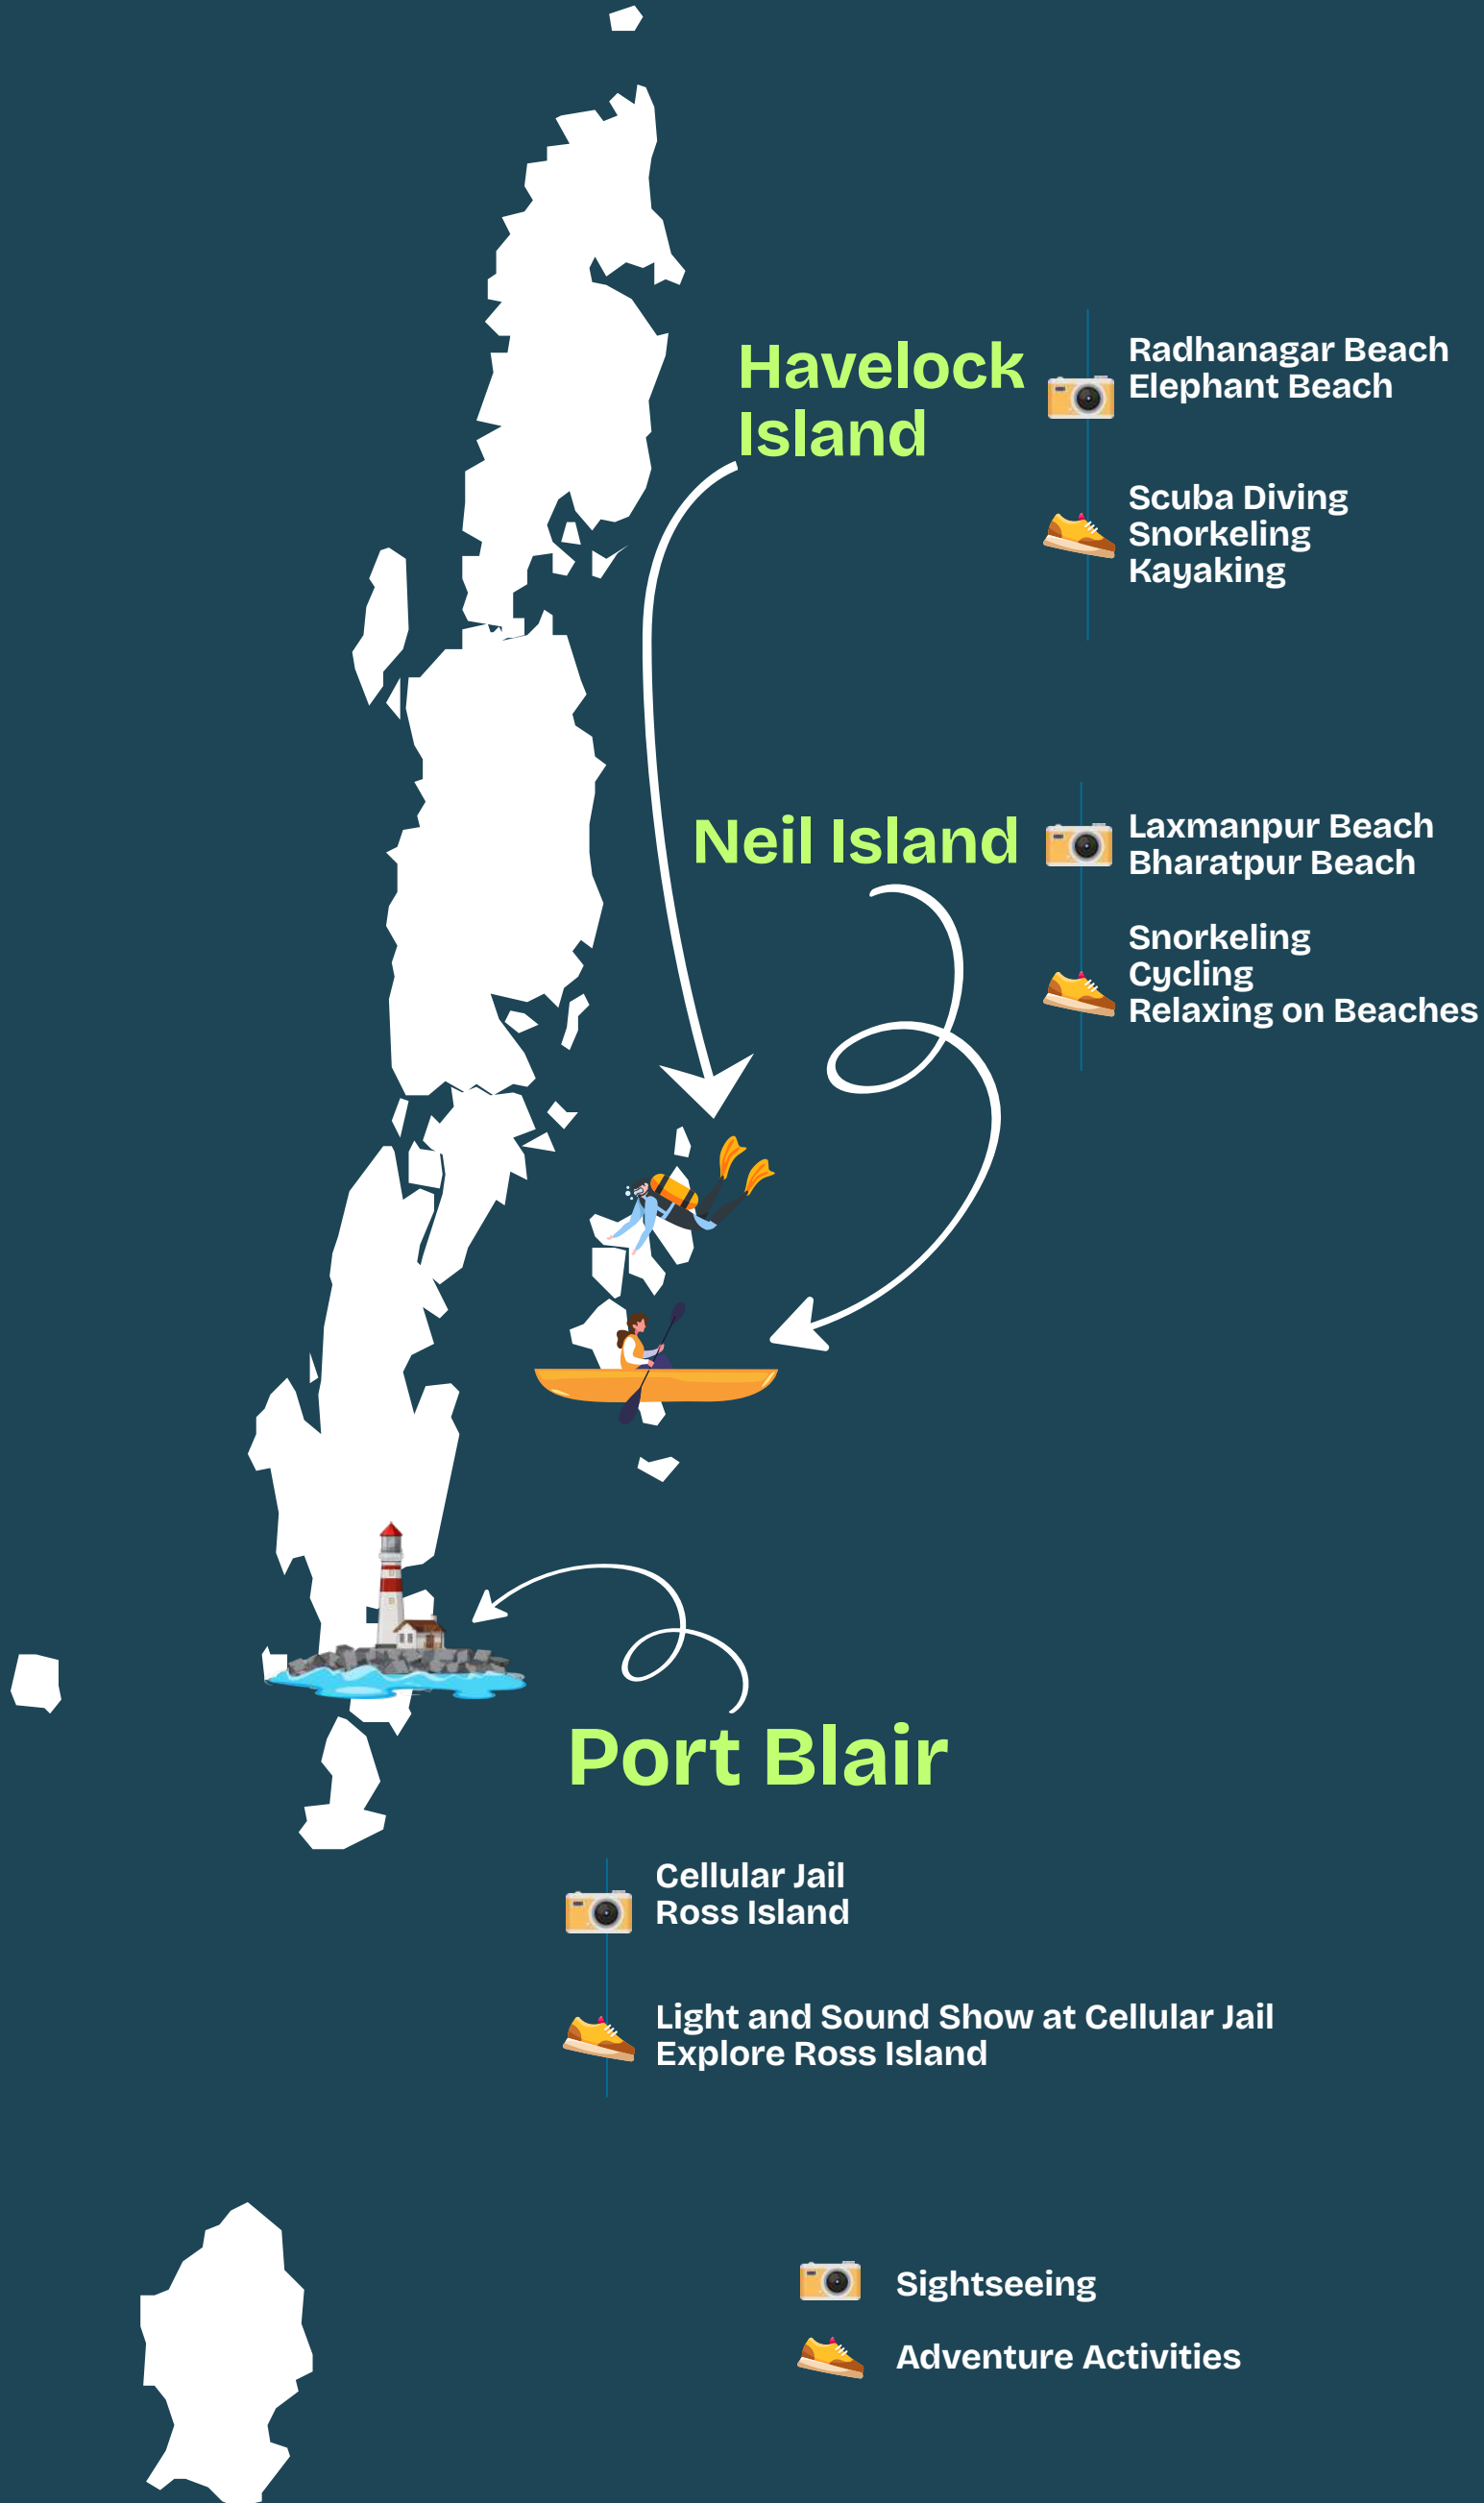 Havelock
Island
Radhanagar Beach
Elephant Beach
Scuba Diving
Snorkeling
Kayaking
Neil Island
Laxmanpur Beach
Bharatpur Beach
Snorkeling
Cycling
Relaxing on Beaches
Port Blair
Cellular Jail
Ross Island
Light and Sound Show at Cellular Jail
Explore Ross Island
Sightseeing
Adventure Activities